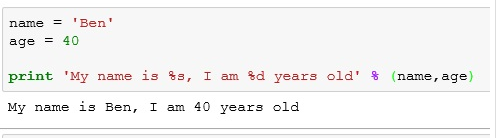 name = 'Ben'
age = 40
print 'My name is %s, I am %d years old' % (name,age)
My name is Ben, I am 40 years old